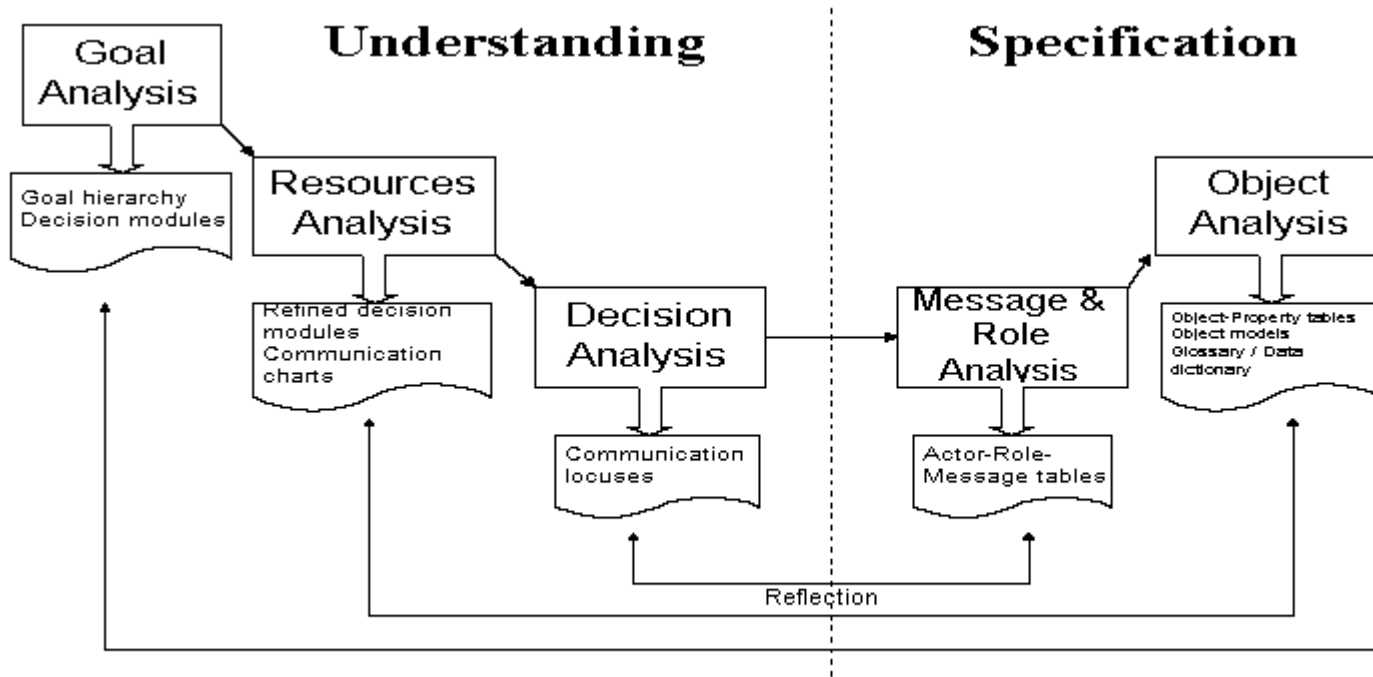 Understanding
Specification
Goal
Analysis
Goal hierarchy
Decision modules
Resources
Analysis
Refined decision
modules
Communication
charts
Decision
Analysis
Communication
locuses
Message &
Role
Analysis
Actor-Role-
Message tables
Object
Analysis
Object-Property tables
Object models
Glossary / Data
dictionary
Reflection